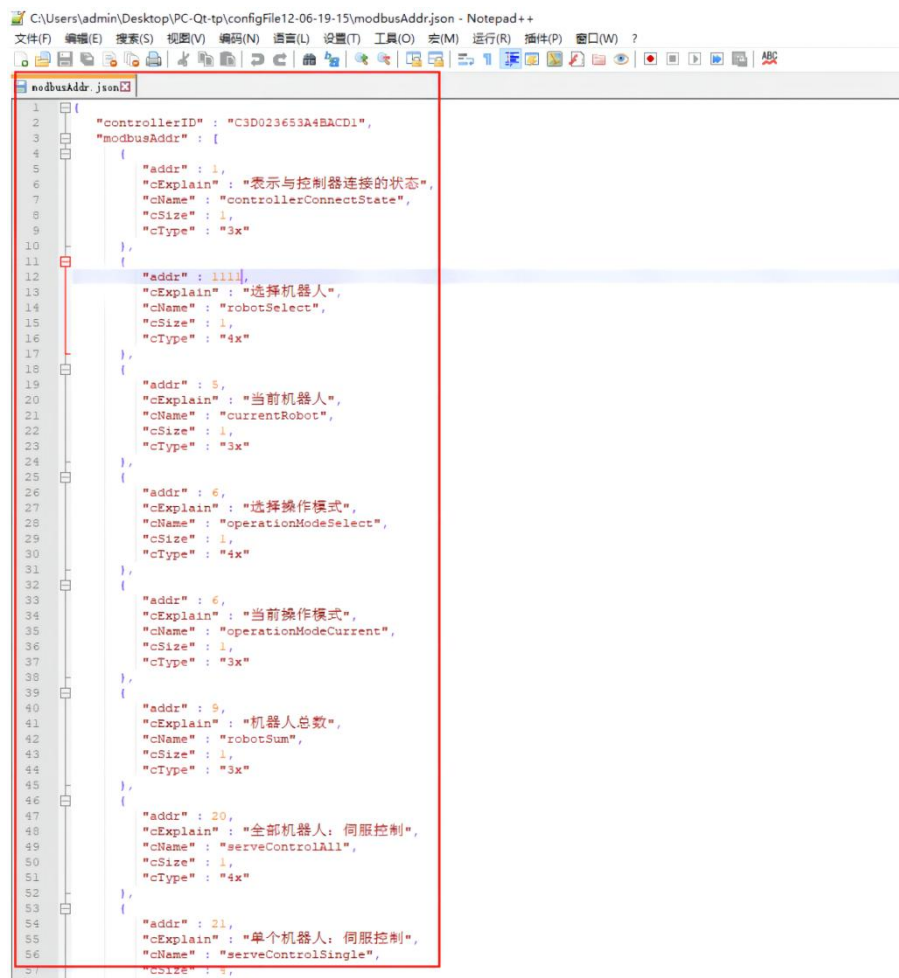 C:\Users\admin\Desktop\PC-Qt-tp\configFile12-06-19-15\modbusAddr.json - Notepad++
文件(F) 编辑(E) 搜索(S) 视图(V) 编码(N) 语言(L) 设置(T) 工具(O) 宏(M) 运行(R) 插件(P) 窗口(W) ?
ABC
modbusAddr.json
1 {
2 "controllerID" : "C3D023653A4BACD1",
3 "modbusAddr" : [
4 {
5 "addr" : 1,
6 "cExplain" : "表示与控制器连接的状态",
7 "cName" : "controllerConnectState",
8 "cSize" : 1,
9 "cType" : "3x"
10 },
11 {
12 "addr" : 1111,
13 "cExplain" : "选择机器人",
14 "cName" : "robotSelect",
15 "cSize" : 1,
16 "cType" : "4x"
17 },
18 {
19 "addr" : 5,
20 "cExplain" : "当前机器人",
21 "cName" : "currentRobot",
22 "cSize" : 1,
23 "cType" : "3x"
24 },
25 {
26 "addr" : 6,
27 "cExplain" : "选择操作模式",
28 "cName" : "operationModeSelect",
29 "cSize" : 1,
30 "cType" : "4x"
31 },
32 {
33 "addr" : 6,
34 "cExplain" : "当前操作模式",
35 "cName" : "operationModeCurrent",
36 "cSize" : 1,
37 "cType" : "3x"
38 },
39 {
40 "addr" : 9,
41 "cExplain" : "机器人总数",
42 "cName" : "robotSum",
43 "cSize" : 1,
44 "cType" : "3x"
45 },
46 {
47 "addr" : 20,
48 "cExplain" : "全部机器人：伺服控制",
49 "cName" : "serveControlAll",
50 "cSize" : 1,
51 "cType" : "4x"
52 },
53 {
54 "addr" : 21,
55 "cExplain" : "单个机器人：伺服控制",
56 "cName" : "serveControlSingle",
57 "cSize" : 4,